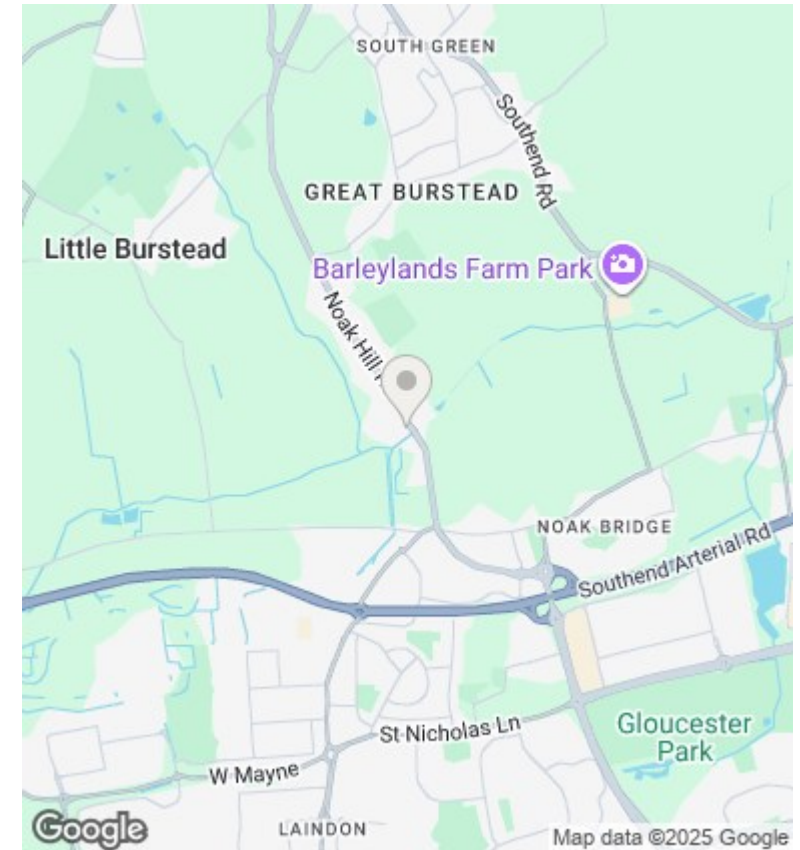 SOUTH GREEN
Southend Rd
GREAT BURSTEAD
Little Burstead
Barleylands Farm Park
Noak Hill
NOAK BRIDGE
Southend Arterial Rd
St Nicholas Ln
Gloucester
Park
W Mayne
LAINDON
Google
Map data ©2025 Google